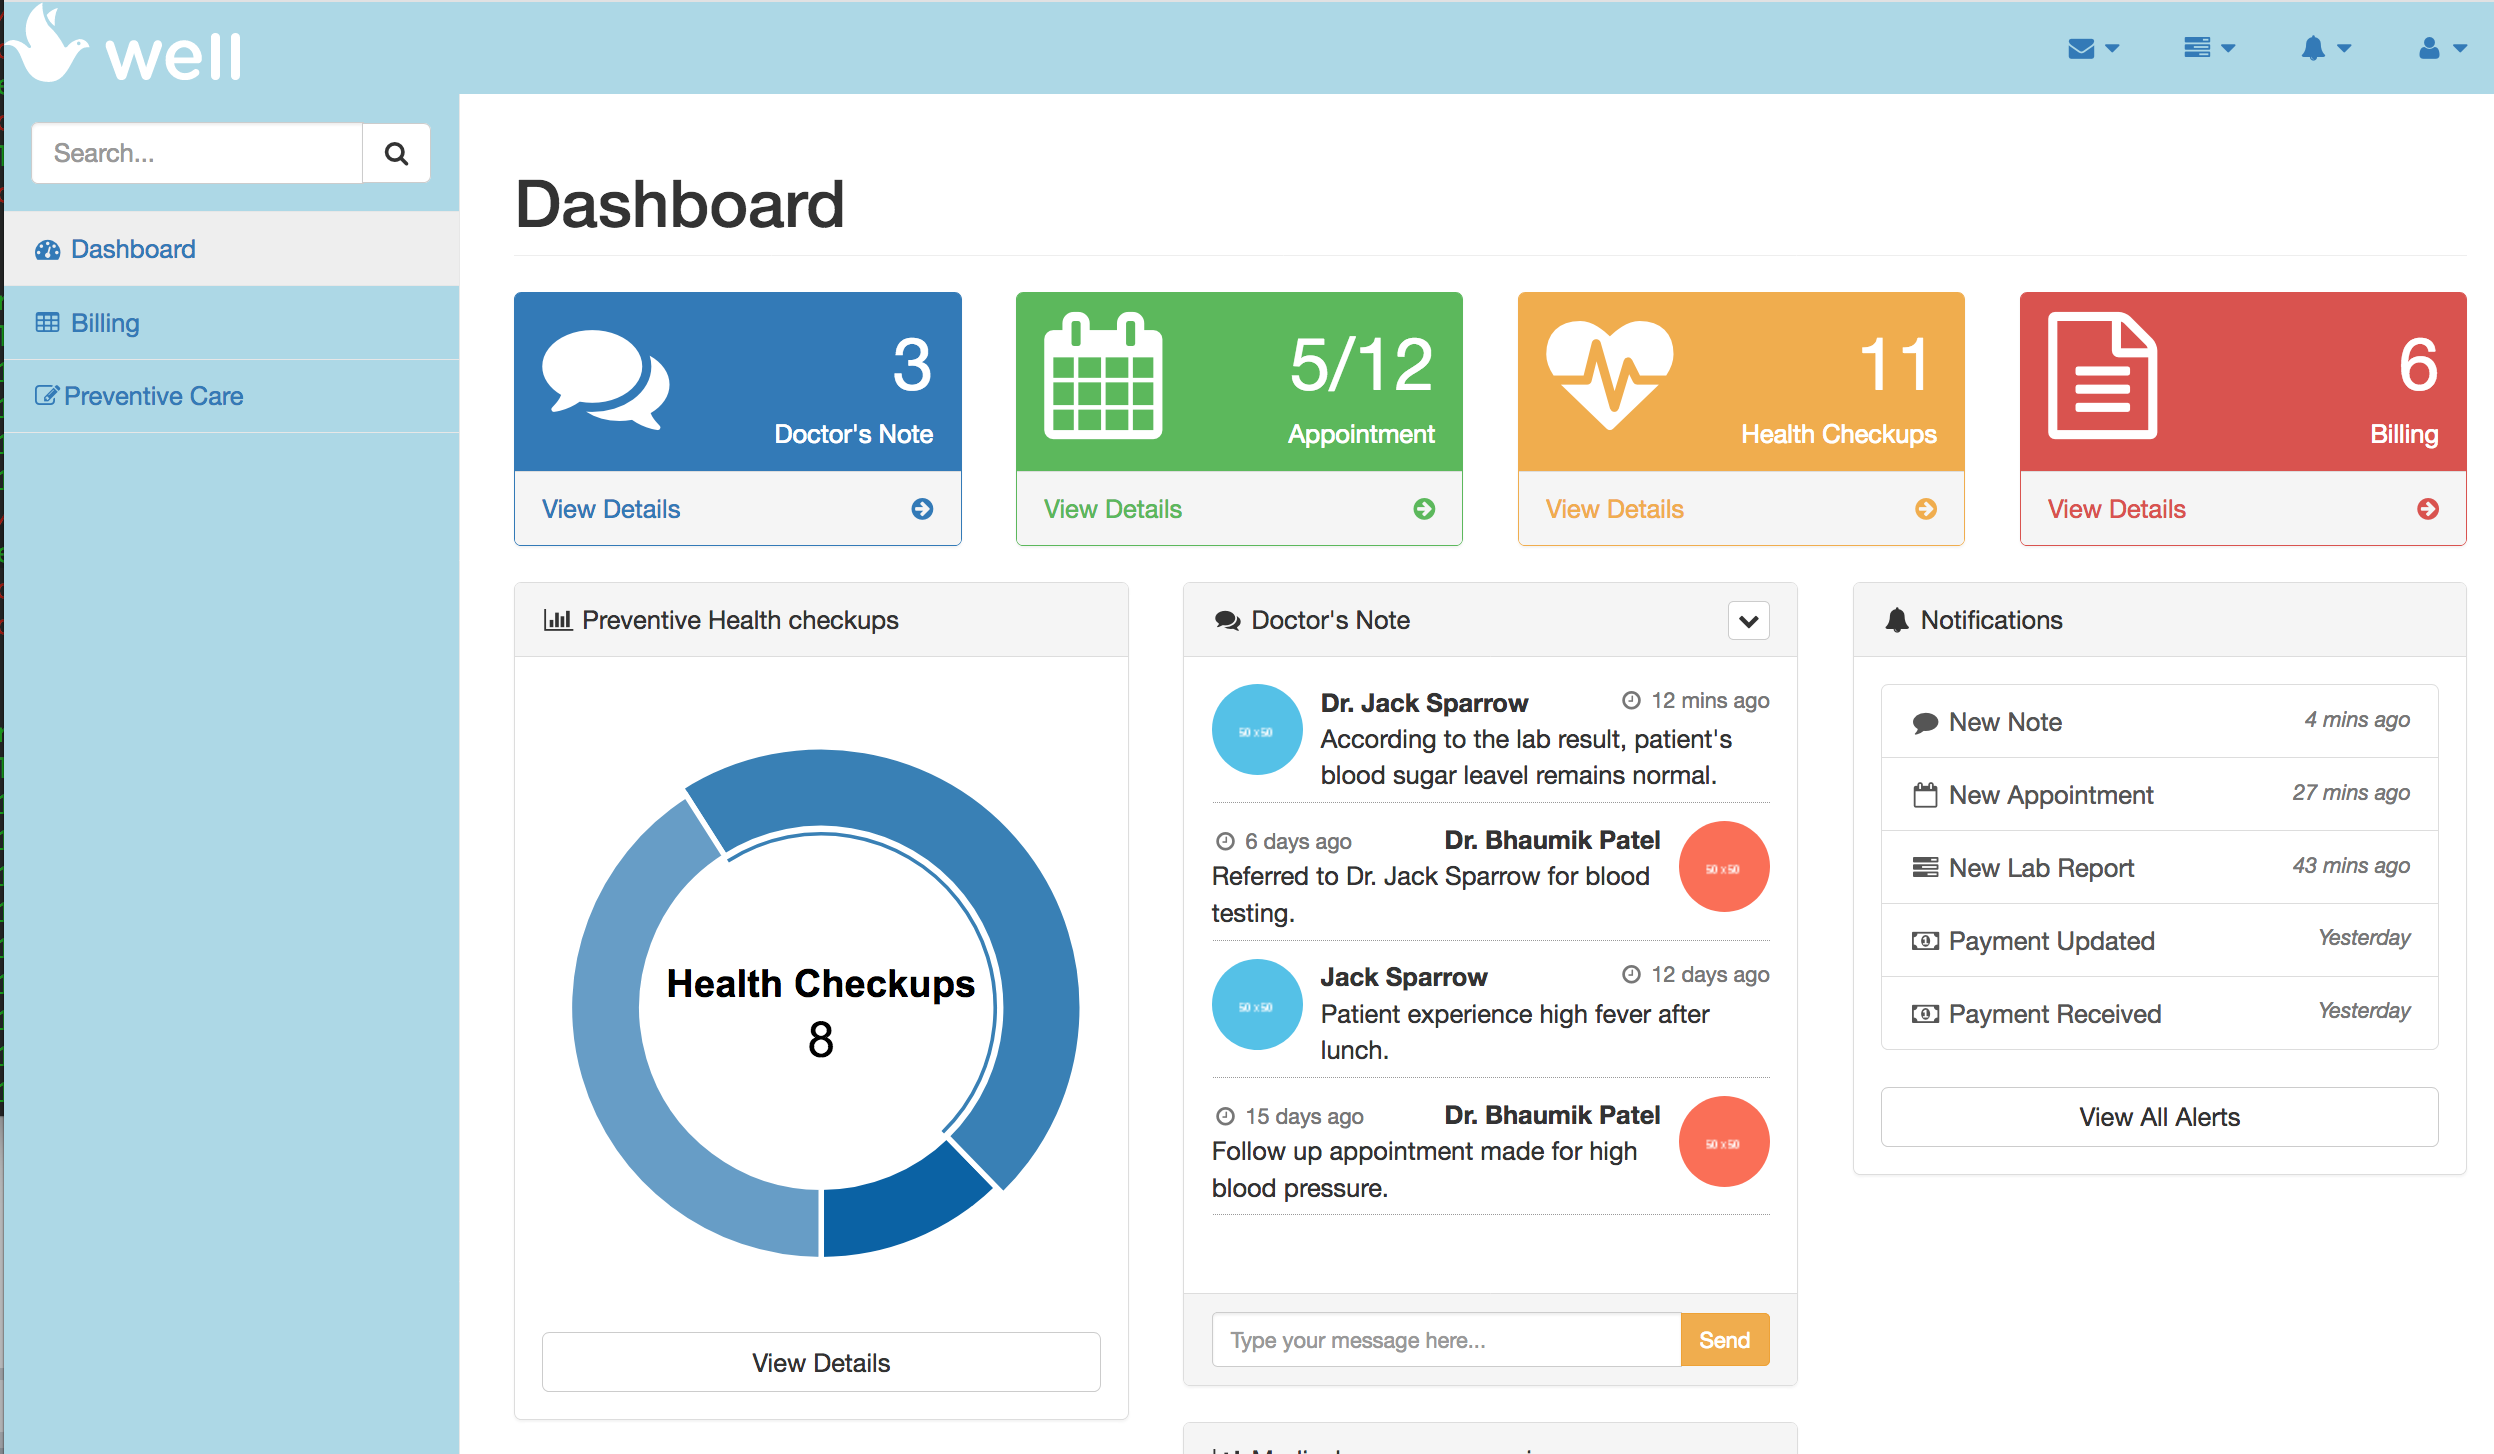 well
Search...
Dashboard
Billing
Preventive Care
Dashboard
3
Doctor's Note
View Details
5/12
Appointment
View Details
11
Health Checkups
View Details
6
Billing
View Details
Preventive Health checkups
Health Checkups
8
View Details
Doctor's Note
Dr. Jack Sparrow 12 mins ago
According to the lab result, patient's
blood sugar leavel remains normal.
50 x 50
6 days ago Dr. Bhaumik Patel
Referred to Dr. Jack Sparrow for blood
testing.
50 x 50
Jack Sparrow 12 days ago
Patient experience high fever after
lunch.
50 x 50
15 days ago Dr. Bhaumik Patel
Follow up appointment made for high
blood pressure.
50 x 50
Type your message here...
Send
Notifications
New Note 4 mins ago
New Appointment 27 mins ago
New Lab Report 43 mins ago
Payment Updated Yesterday
Payment Received Yesterday
View All Alerts